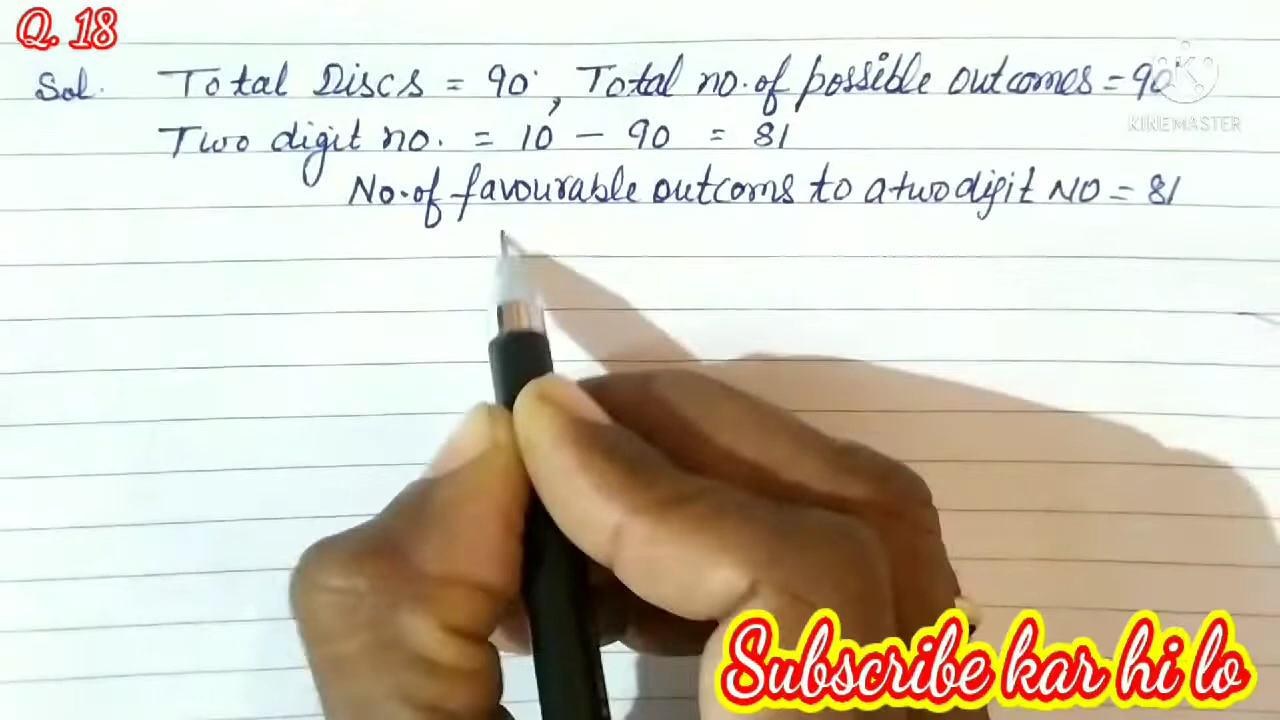 Q. 18
Sol. Total Discs = 90, Total no. of possible outcomes = 90
KINEMASTER
Two digit no. = 10 - 90 = 81
No. of favourable outcoms to a two digit NO = 81
Subscribe kar hi lo